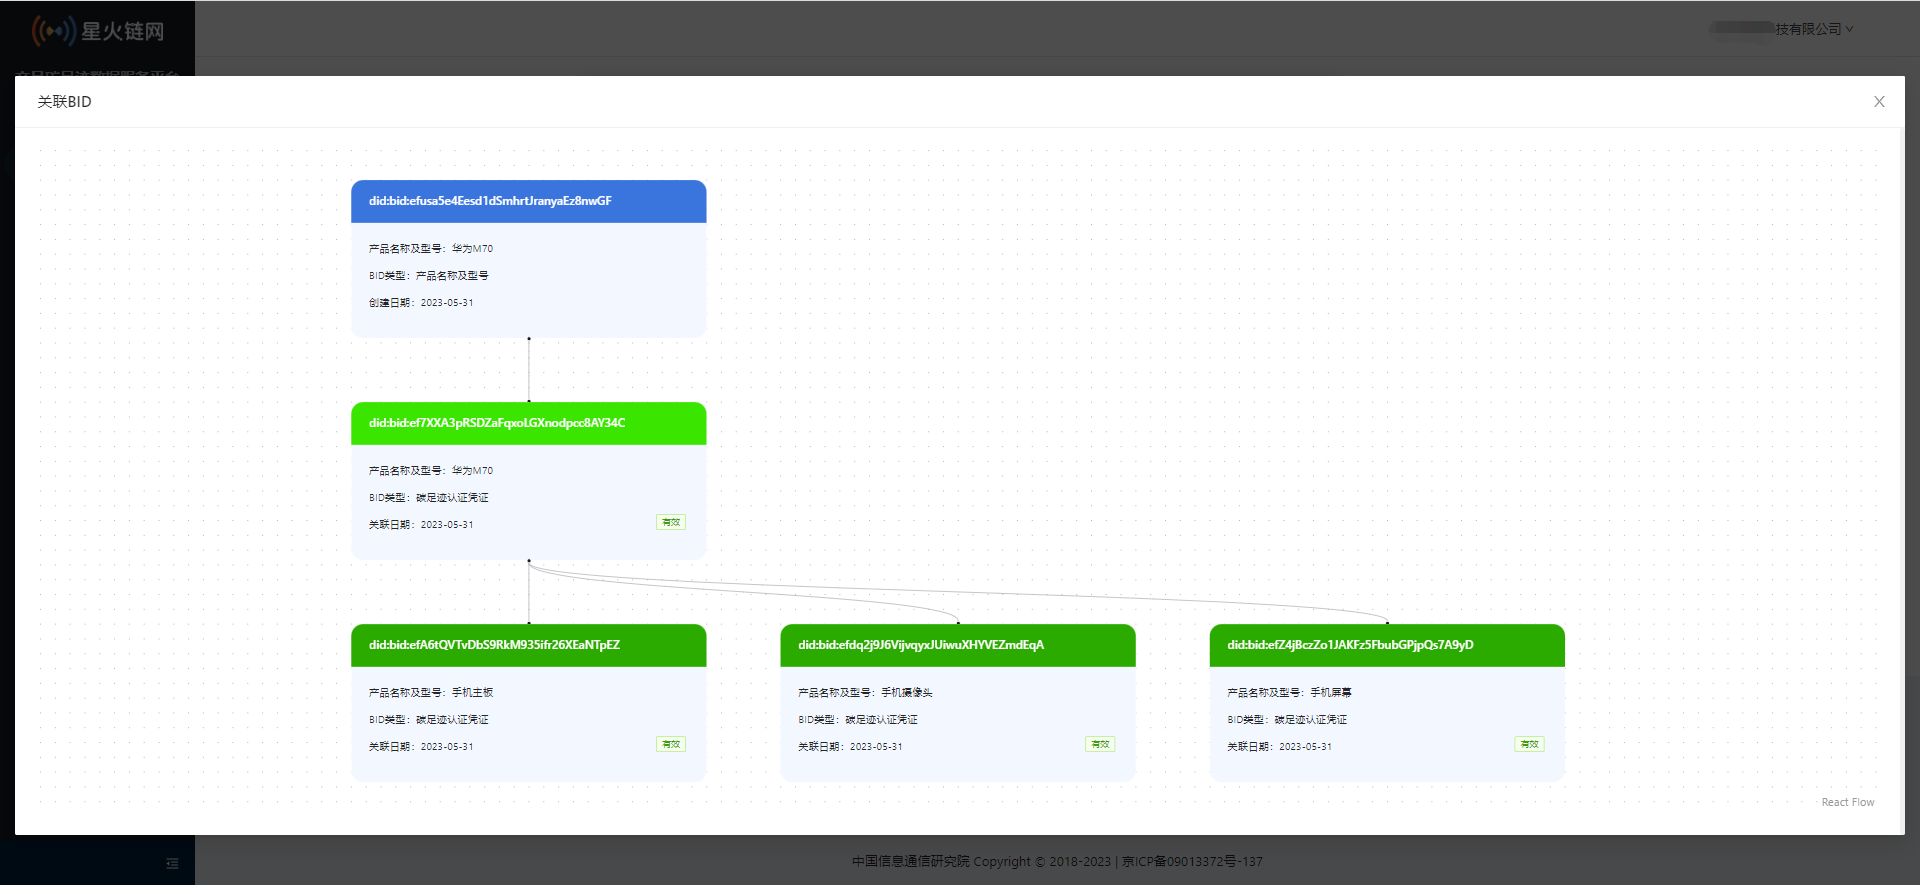 星火链网
技有限公司
产品碳足迹数据服务平台
关联BID
did:bid:efusa5e4Eesd1dSmhrtJranyaEz8nwGF
产品名称及型号：华为M70
BID类型：产品名称及型号
创建日期：2023-05-31
did:bid:ef7XXA3pRSDZaFqxoLGXnodpcc8AY34C
产品名称及型号：华为M70
BID类型：碳足迹认证凭证
关联日期：2023-05-31
有效
did:bid:efA6tQVTvDbS9RkM935ifr26XEaNTpEZ
产品名称及型号：手机主板
BID类型：碳足迹认证凭证
关联日期：2023-05-31
有效
did:bid:efdq2j9J6VijvqyxJUiwuXHYVEZmdEqA
产品名称及型号：手机摄像头
BID类型：碳足迹认证凭证
关联日期：2023-05-31
有效
did:bid:efZ4jBczZo1JAKFz5FbubGPjpQs7A9yD
产品名称及型号：手机屏幕
BID类型：碳足迹认证凭证
关联日期：2023-05-31
有效
React Flow
中国信息通信研究院 Copyright © 2018-2023 | 京ICP备09013372号-137